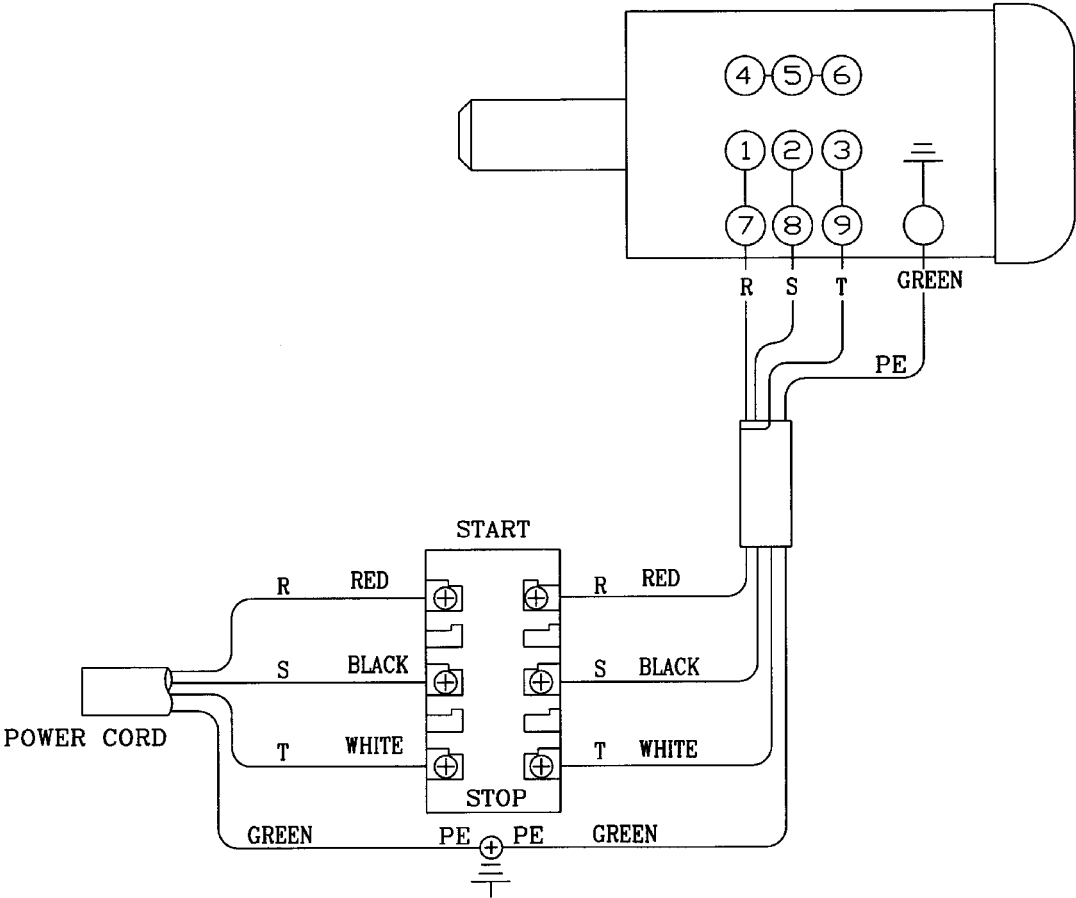 4 5 6
1 2 3
7 8 9
R S T GREEN
PE
START
R RED
R RED
S BLACK
S BLACK
POWER CORD
T WHITE
T WHITE
STOP
GREEN PE PE GREEN